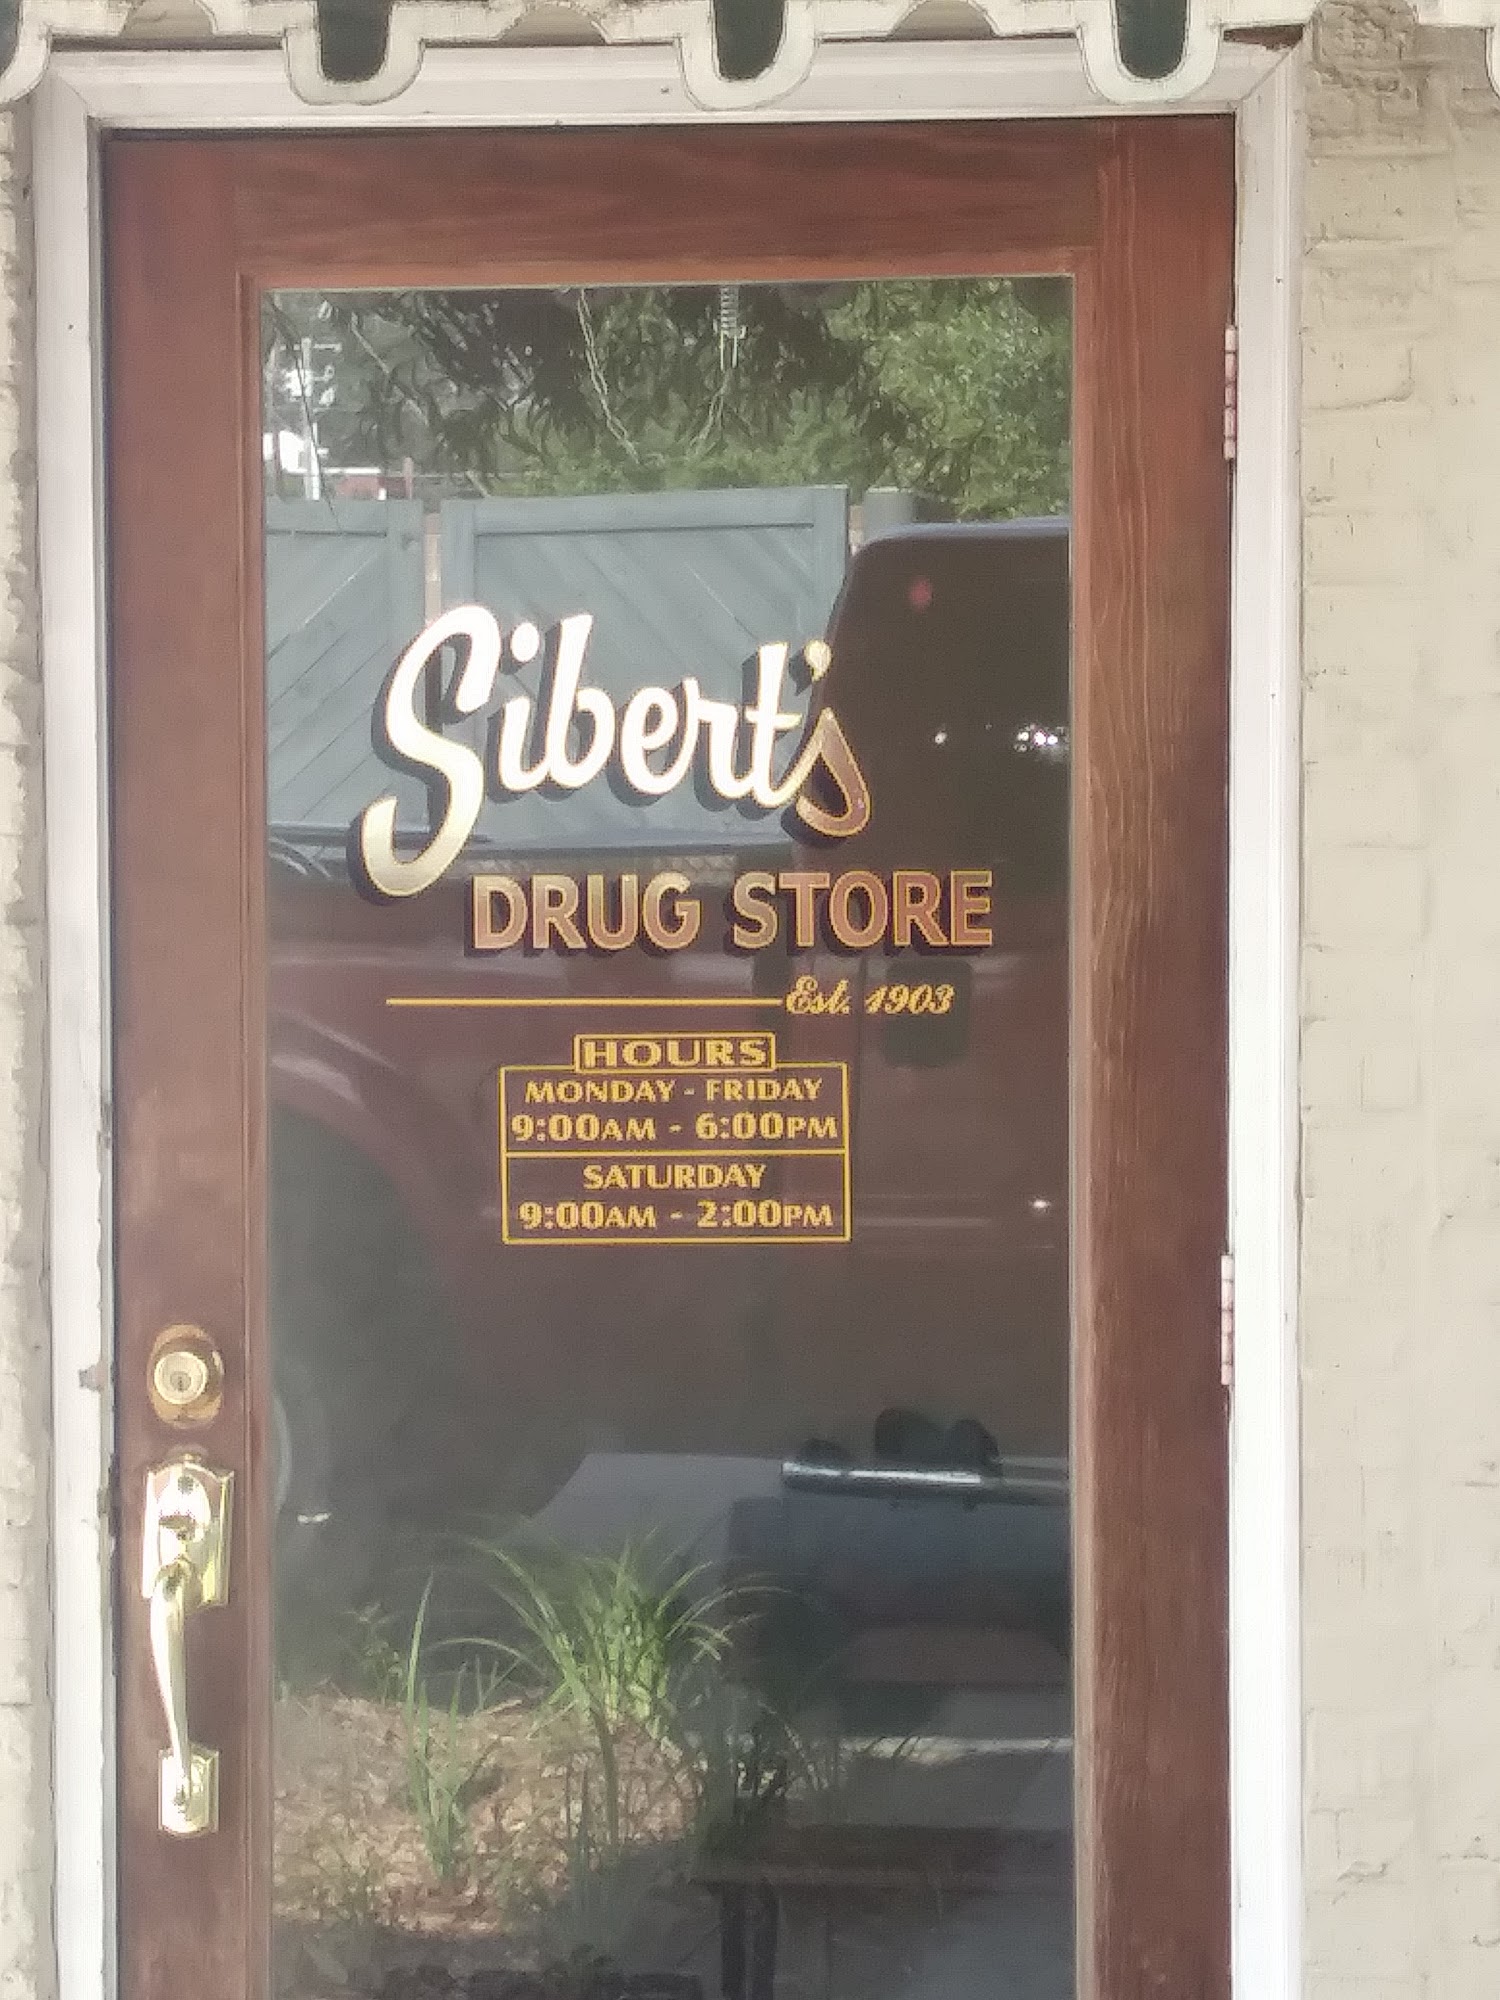 Sibert's
DRUG STORE
Est. 1903
HOURS
MONDAY - FRIDAY
9:00AM - 6:00PM
SATURDAY
9:00AM - 2:00PM